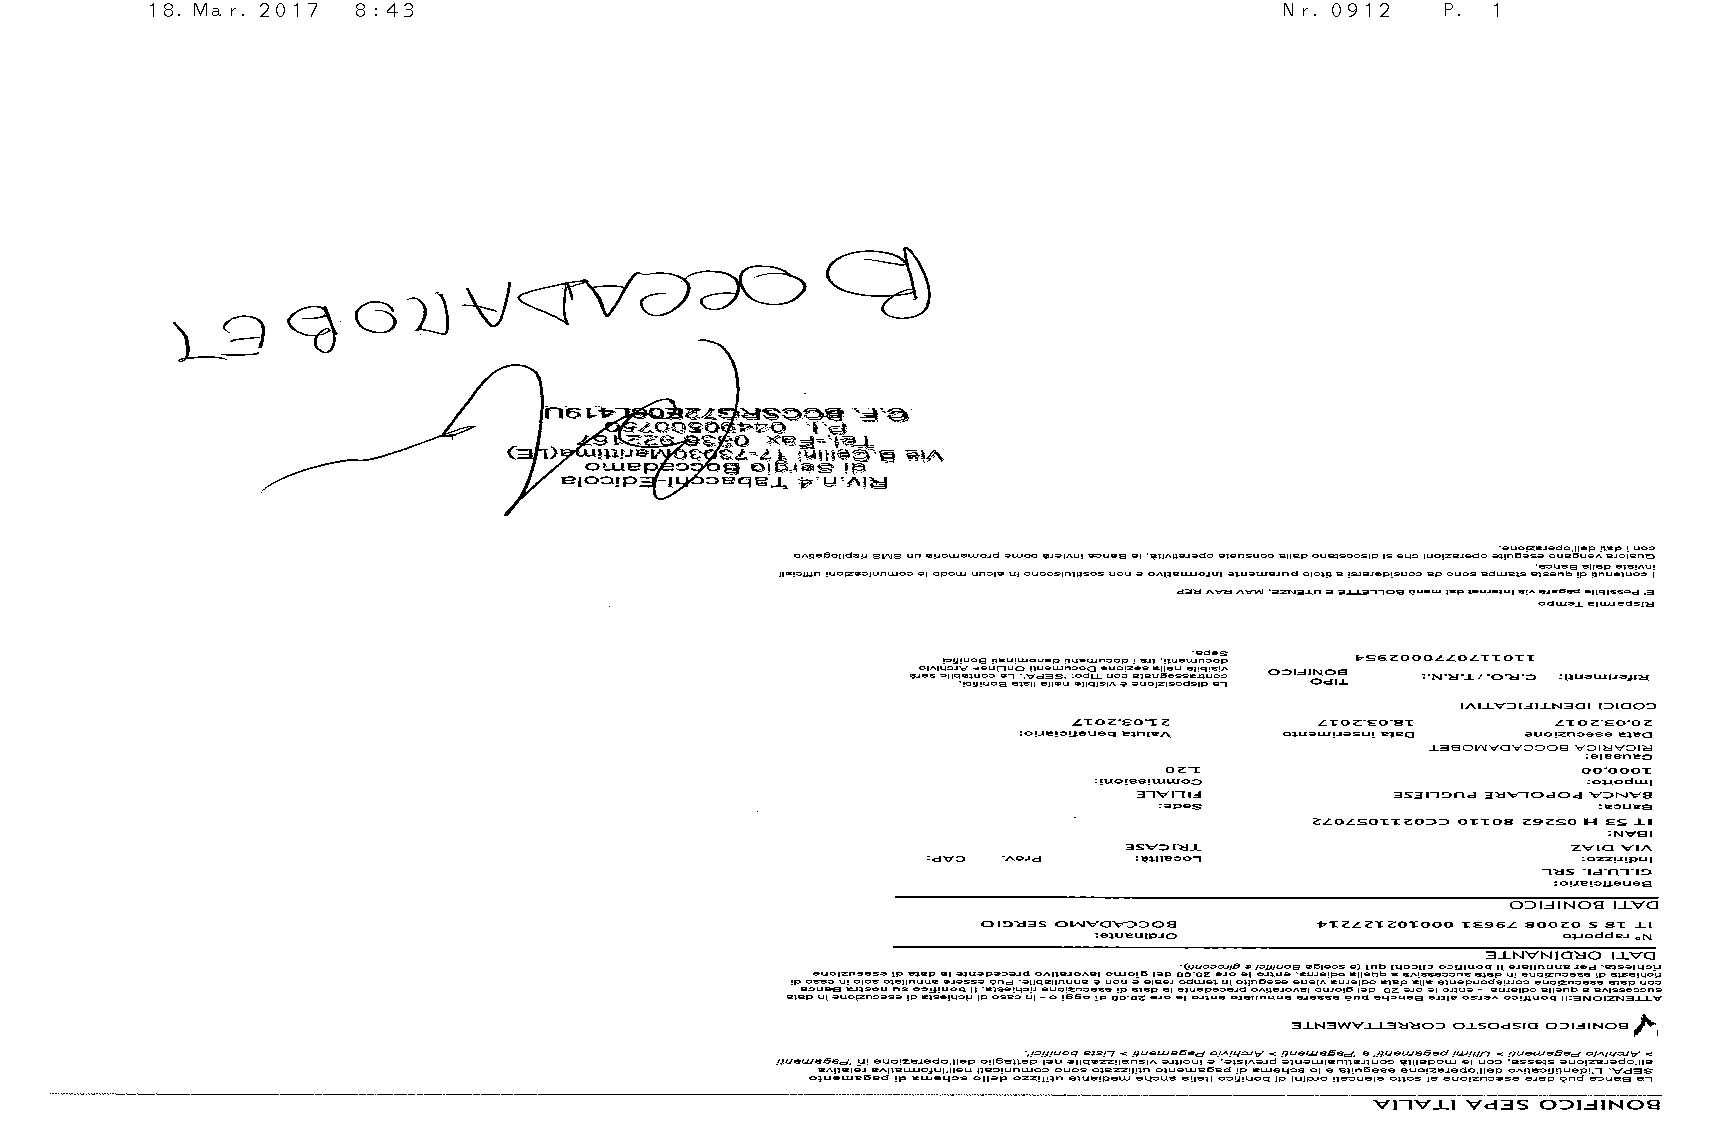 18. Mar. 2017 8:43 Nr. 0912 P. 1
BONIFICO SEPA ITALIA
La Banca può dare esecuzione ai sotto elencati ordini di bonifico Italia anche mediante utilizzo dello schema di pagamento
SEPA. L'identificativo dell'operazione eseguita e lo schema di pagamento utilizzato sono comunicati nell'informativa relativa
all'operazione stessa, con le modalità contrattualmente previste, e inoltre visualizzabile nel dettaglio dell'operazione in "Pagamenti
> Archivio Pagamenti > Ultimi pagamenti" e "Pagamenti > Archivio Pagamenti > Lista bonifici".
BONIFICO DISPOSTO CORRETTAMENTE
ATTENZIONE:Il bonifico verso altre Banche può essere annullato entro le ore 20.00 di oggi o - in caso di richiesta di esecuzione in data
successiva a quella odierna - entro le ore 20 del giorno lavorativo precedente la data di esecuzione richiesta. Il bonifico su nostra Banca
con data esecuzione corrispondente alla data odierna viene eseguito in tempo reale e non è annullabile. Può essere annullato solo in caso di
richiesta di esecuzione in data successiva a quella odierna, entro le ore 20.00 del giorno lavorativo precedente la data di esecuzione
richiesta. Per annullare il bonifico clicchi qui (e scelga Bonifici e giroconti).
DATI ORDINANTE
N° rapporto Ordinante:
IT 18 S 02008 79631 000102127214 BOCCADAMO SERGIO
DATI BONIFICO
Beneficiario:
GI.LU.PI. SRL
Indirizzo: Località: Prov. CAP:
VIA DIAZ TRICASE
IBAN:
IT 53 H 05262 80110 CC0211057072
Banca: Sede:
BANCA POPOLARE PUGLIESE FILIALE
Importo: Commissioni:
1000.00 1.20
Causale:
RICARICA BOCCADAMOBET
Data esecuzione Data inserimento Valuta beneficiario:
20.03.2017 18.03.2017 21.03.2017
CODICI IDENTIFICATIVI
Riferimenti: C.R.O./T.R.N.: TIPO
BONIFICO
1101170770002954
La disposizione è visibile nella lista Bonifici,
contrassegnata con Tipo: "SEPA". La contabile sarà
visibile nella sezione Documenti OnLine> Archivio
documenti, tra i documenti denominati Bonifici
Sepa.
Risparmia Tempo
E' Possibile pagare via Internet dal menù BOLLETTE E UTENZE, MAV RAV REP
I contenuti di questa stampa sono da considerarsi a titolo puramente informativo e non sostituiscono in alcun modo le comunicazioni ufficiali
inviate dalla Banca.
Qualora vengano eseguite operazioni che si discostano dalla consueta operatività, la Banca invierà come promemoria un SMS riepilogativo
con i dati dell'operazione.
Riv.n.4 Tabacchi-Edicola
di Sergio Boccadamo
Via B.Cellini 17-73030Marittima(LE)
Tel.-Fax 0836 922167
P.I. 04490500750
C.F. BCCSRG72E06L419U
BOCCADAMOBET